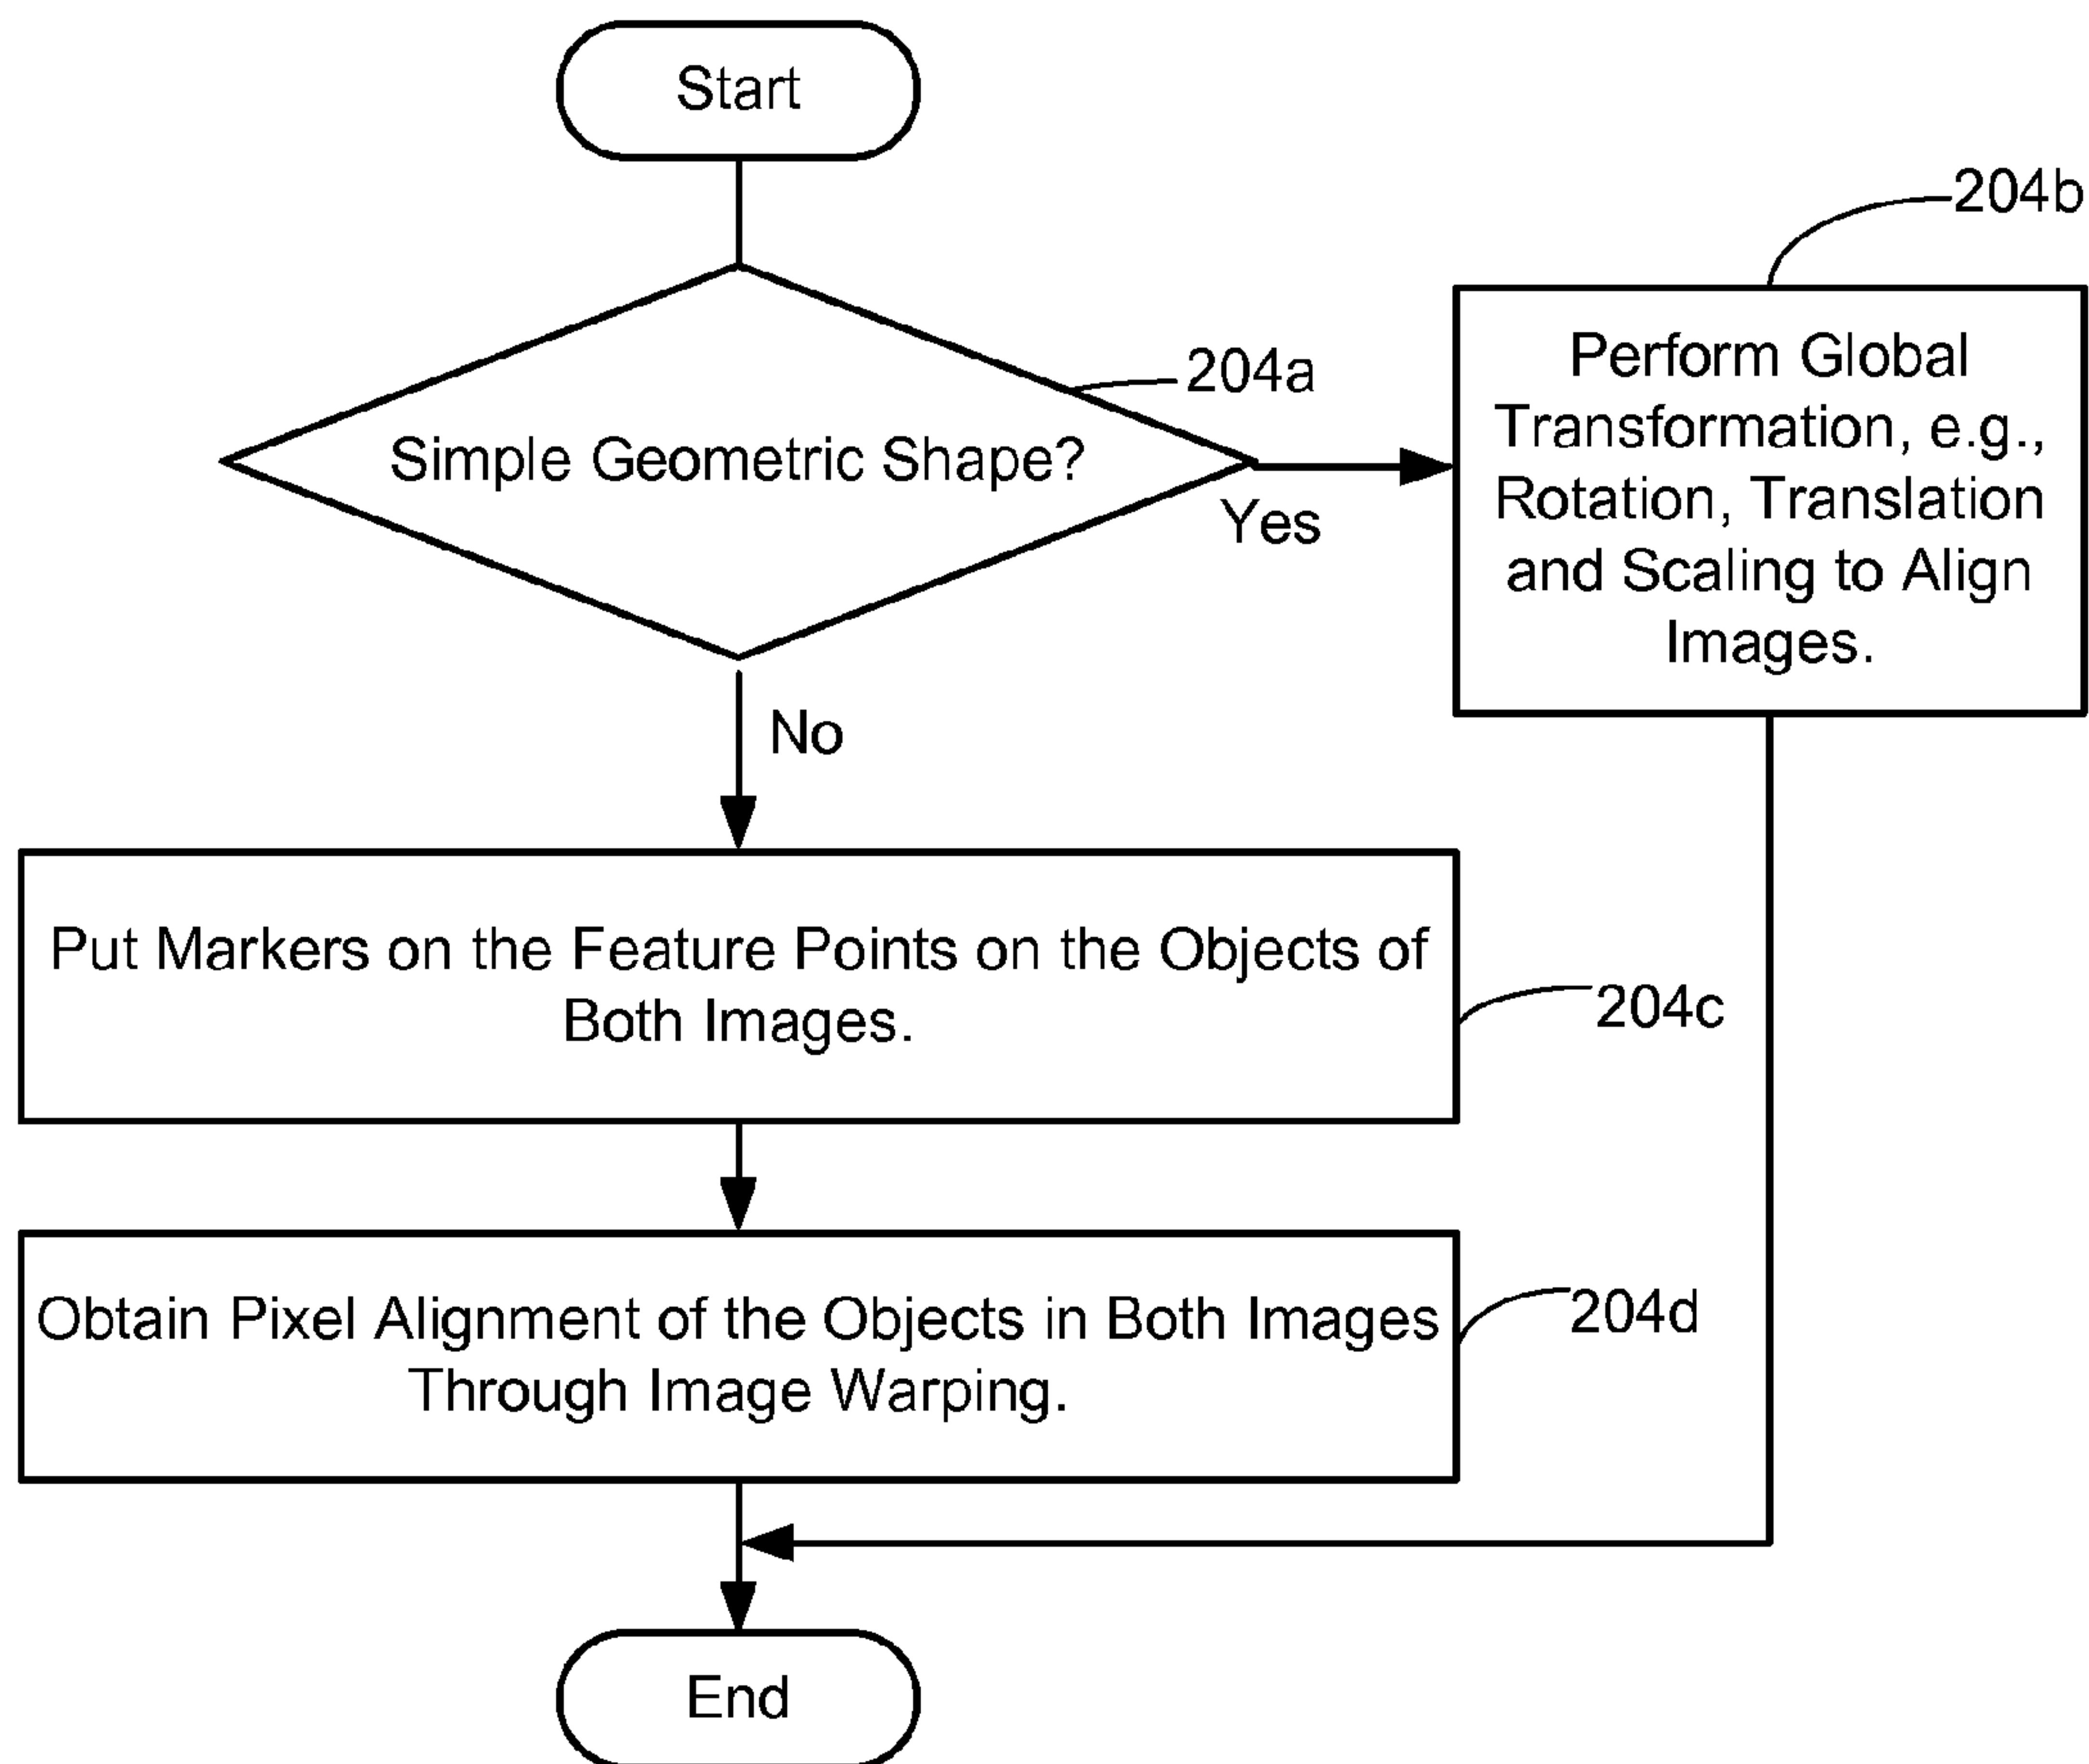 Start
204a
Simple Geometric Shape?
Yes
204b
Perform Global
Transformation, e.g.,
Rotation, Translation
and Scaling to Align
Images.
No
Put Markers on the Feature Points on the Objects of
Both Images.
204c
Obtain Pixel Alignment of the Objects in Both Images
Through Image Warping.
204d
End